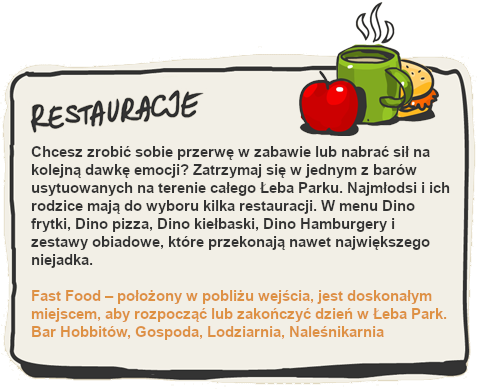 RESTAURACJE
Chcesz zrobić sobie przerwę w zabawie lub nabrać sił na
kolejną dawkę emocji? Zatrzymaj się w jednym z barów
usytuowanych na terenie całego Łeba Parku. Najmłodsi i ich
rodzice mają do wyboru kilka restauracji. W menu Dino
frytki, Dino pizza, Dino kiełbaski, Dino Hamburgery i
zestawy obiadowe, które przekonają nawet największego
niejadka.
Fast Food – położony w pobliżu wejścia, jest doskonałym
miejscem, aby rozpocząć lub zakończyć dzień w Łeba Park.
Bar Hobbitów, Gospoda, Lodziarnia, Naleśnikarnia